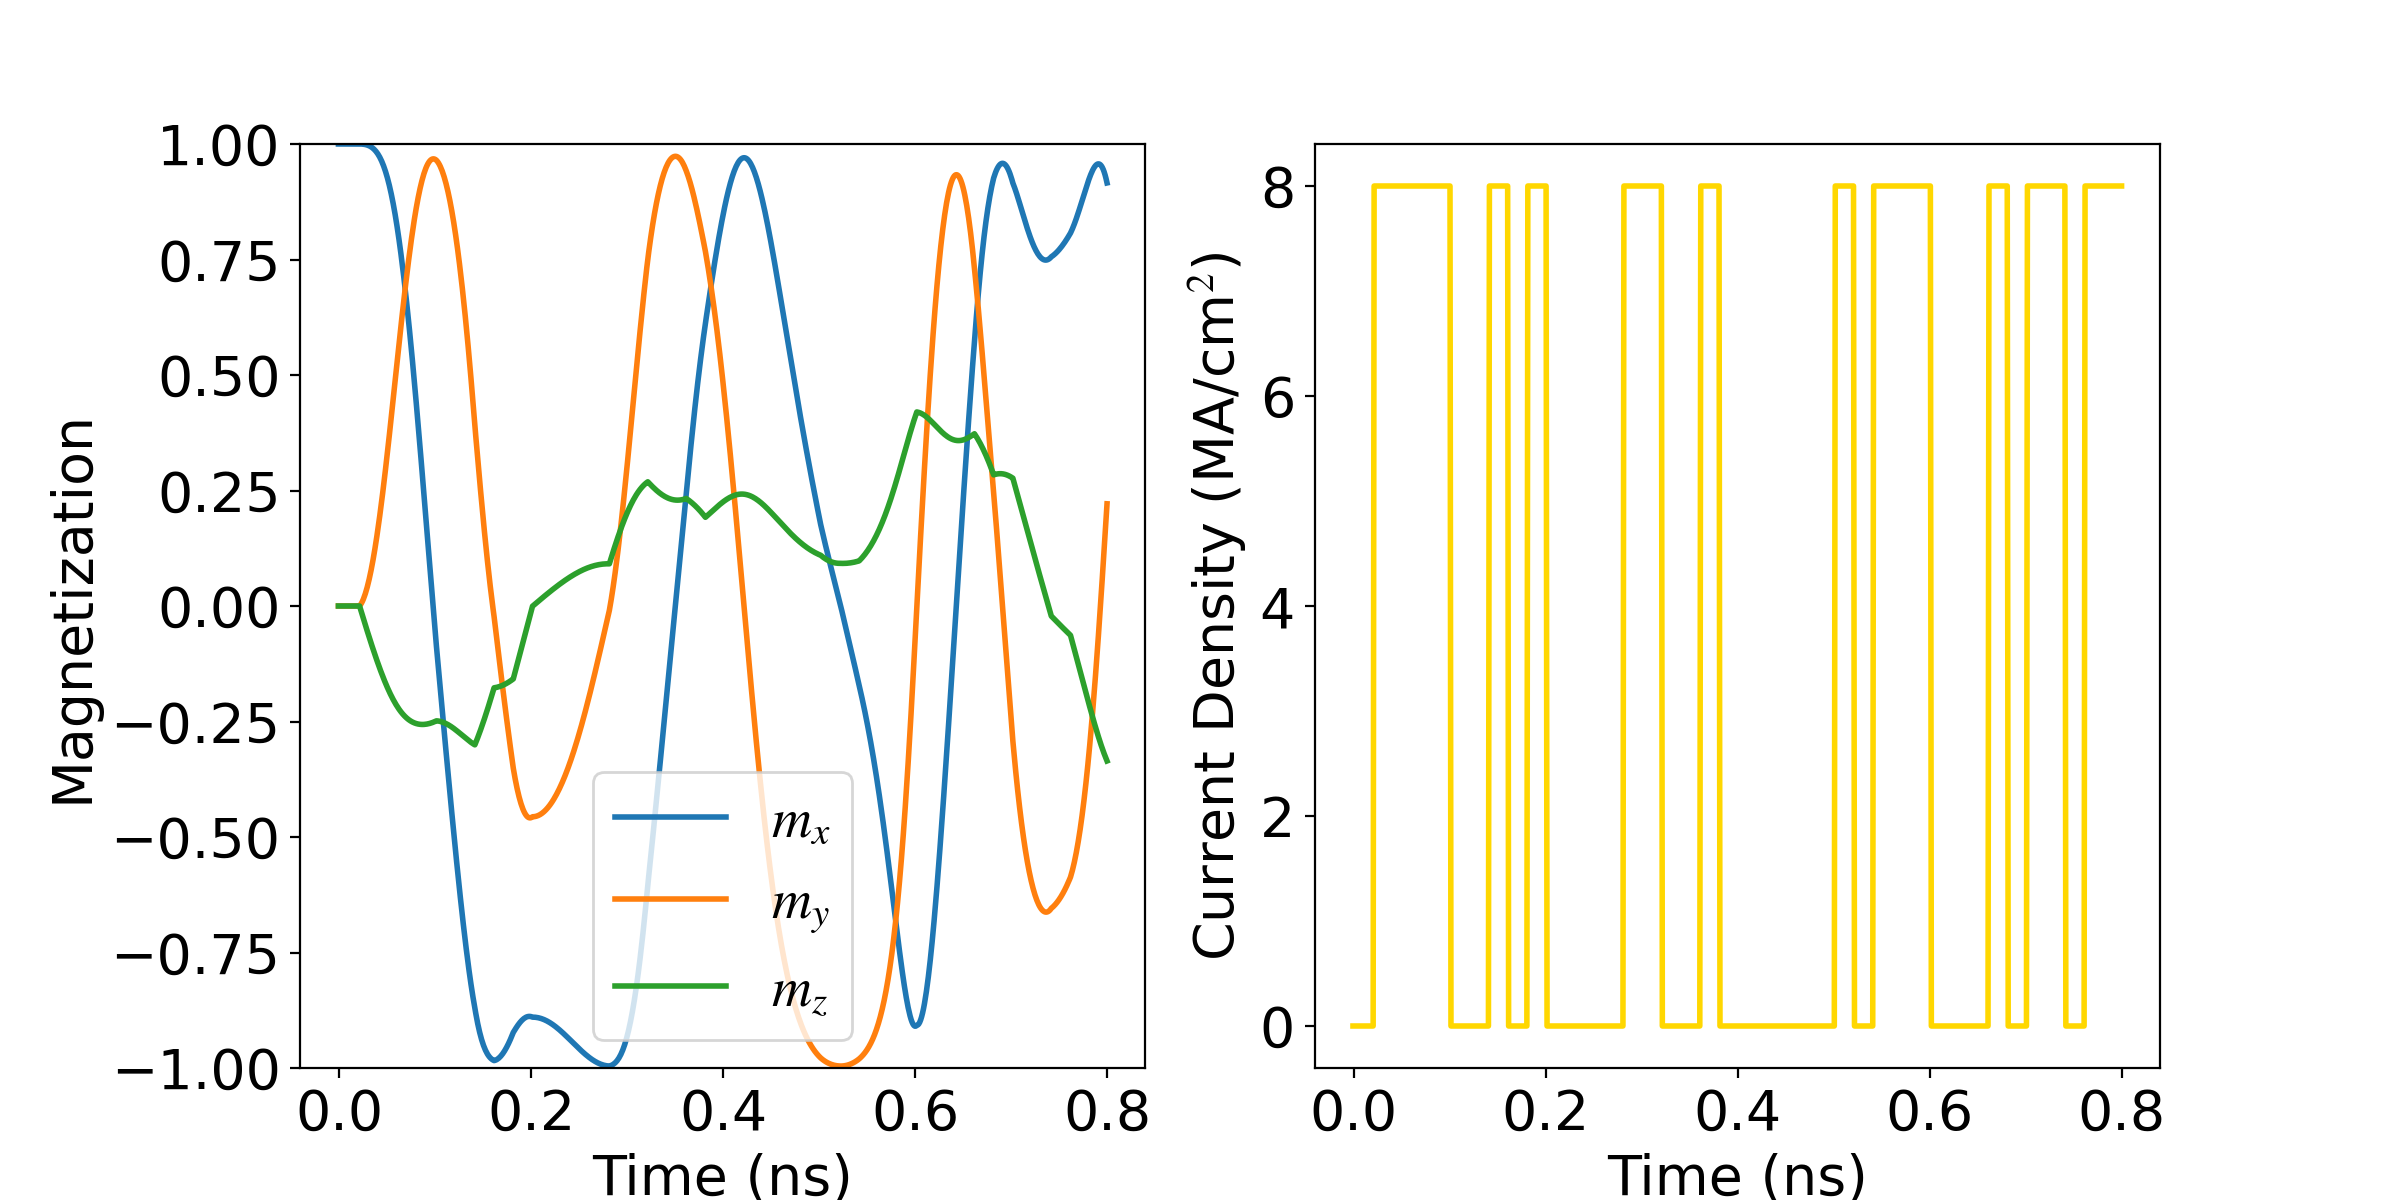 1.00
0.75
0.50
0.25
0.00
−0.25
−0.50
−0.75
−1.00
Magnetization
0.0 0.2 0.4 0.6 0.8
Time (ns)
m_x
m_y
m_z
8
6
4
2
0
Current Density (MA/cm²)
0.0 0.2 0.4 0.6 0.8
Time (ns)